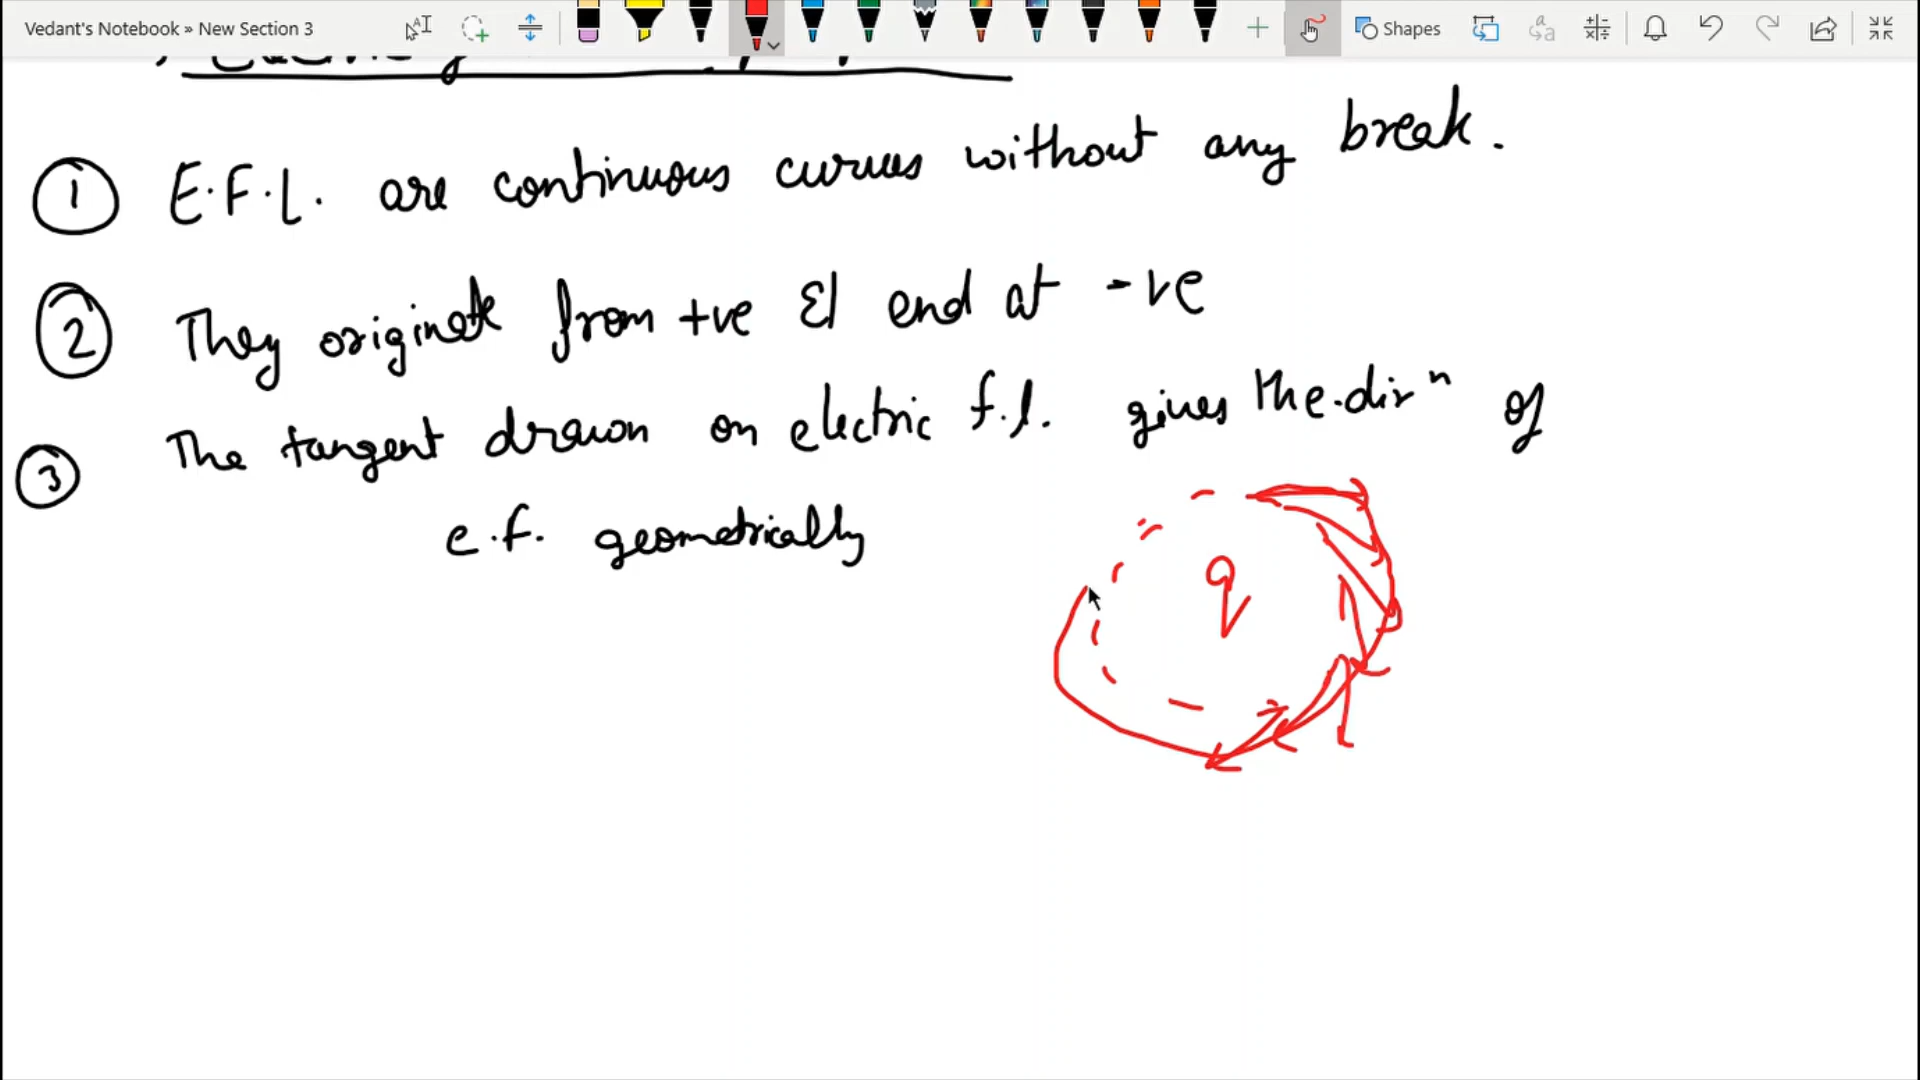 Vedant's Notebook » New Section 3
Shapes
① E.F.L. are continuous curves without any break.
② They originate from +ve & end at -ve
③ The tangent drawn on electric f.l. gives the dirⁿ of
e.f. geometrically
q